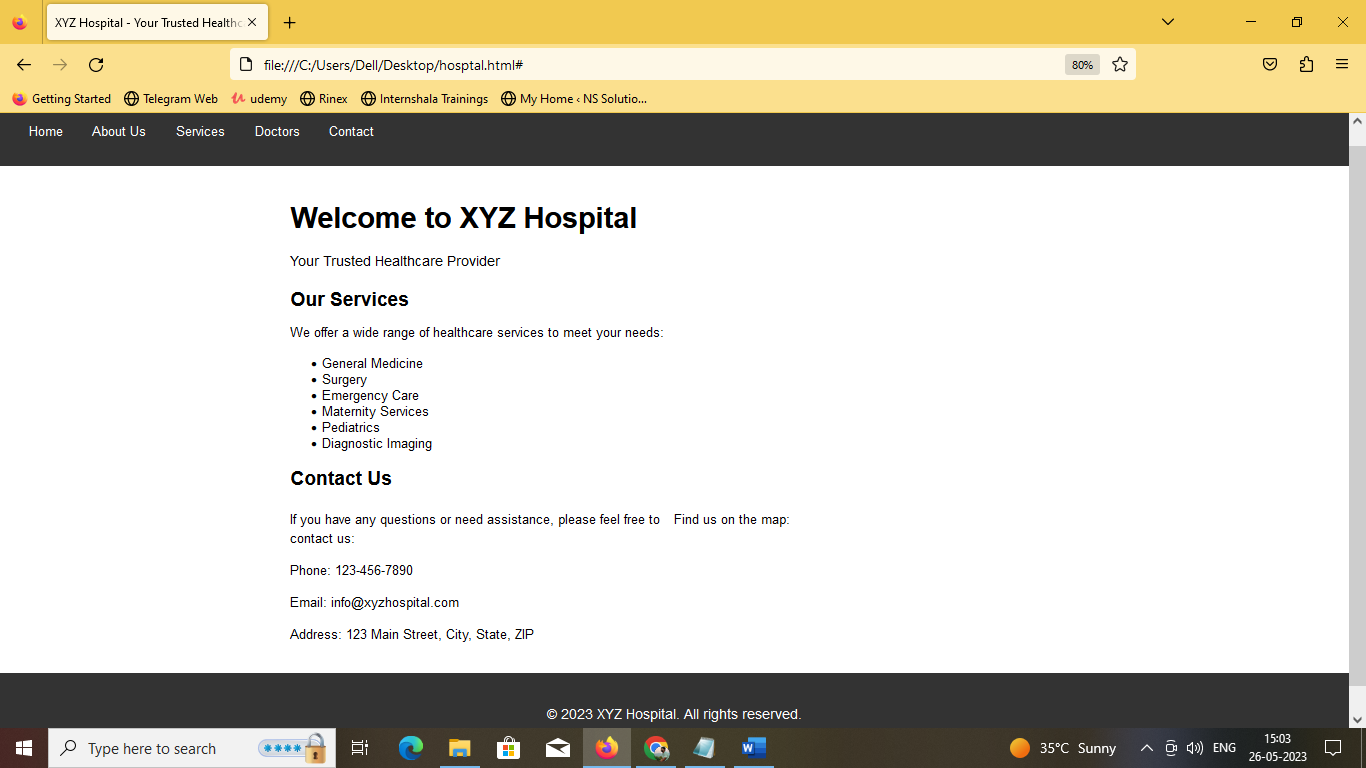 XYZ Hospital - Your Trusted Healthc
file:///C:/Users/Dell/Desktop/hosptal.html#
80%
Getting Started Telegram Web udemy Rinex Internshala Trainings My Home ‹ NS Solutio...
Home About Us Services Doctors Contact
Welcome to XYZ Hospital
Your Trusted Healthcare Provider
Our Services
We offer a wide range of healthcare services to meet your needs:
• General Medicine
• Surgery
• Emergency Care
• Maternity Services
• Pediatrics
• Diagnostic Imaging
Contact Us
If you have any questions or need assistance, please feel free to
contact us:
Find us on the map:
Phone: 123-456-7890
Email: info@xyzhospital.com
Address: 123 Main Street, City, State, ZIP
© 2023 XYZ Hospital. All rights reserved.
Type here to search
35°C Sunny
ENG
15:03
26-05-2023